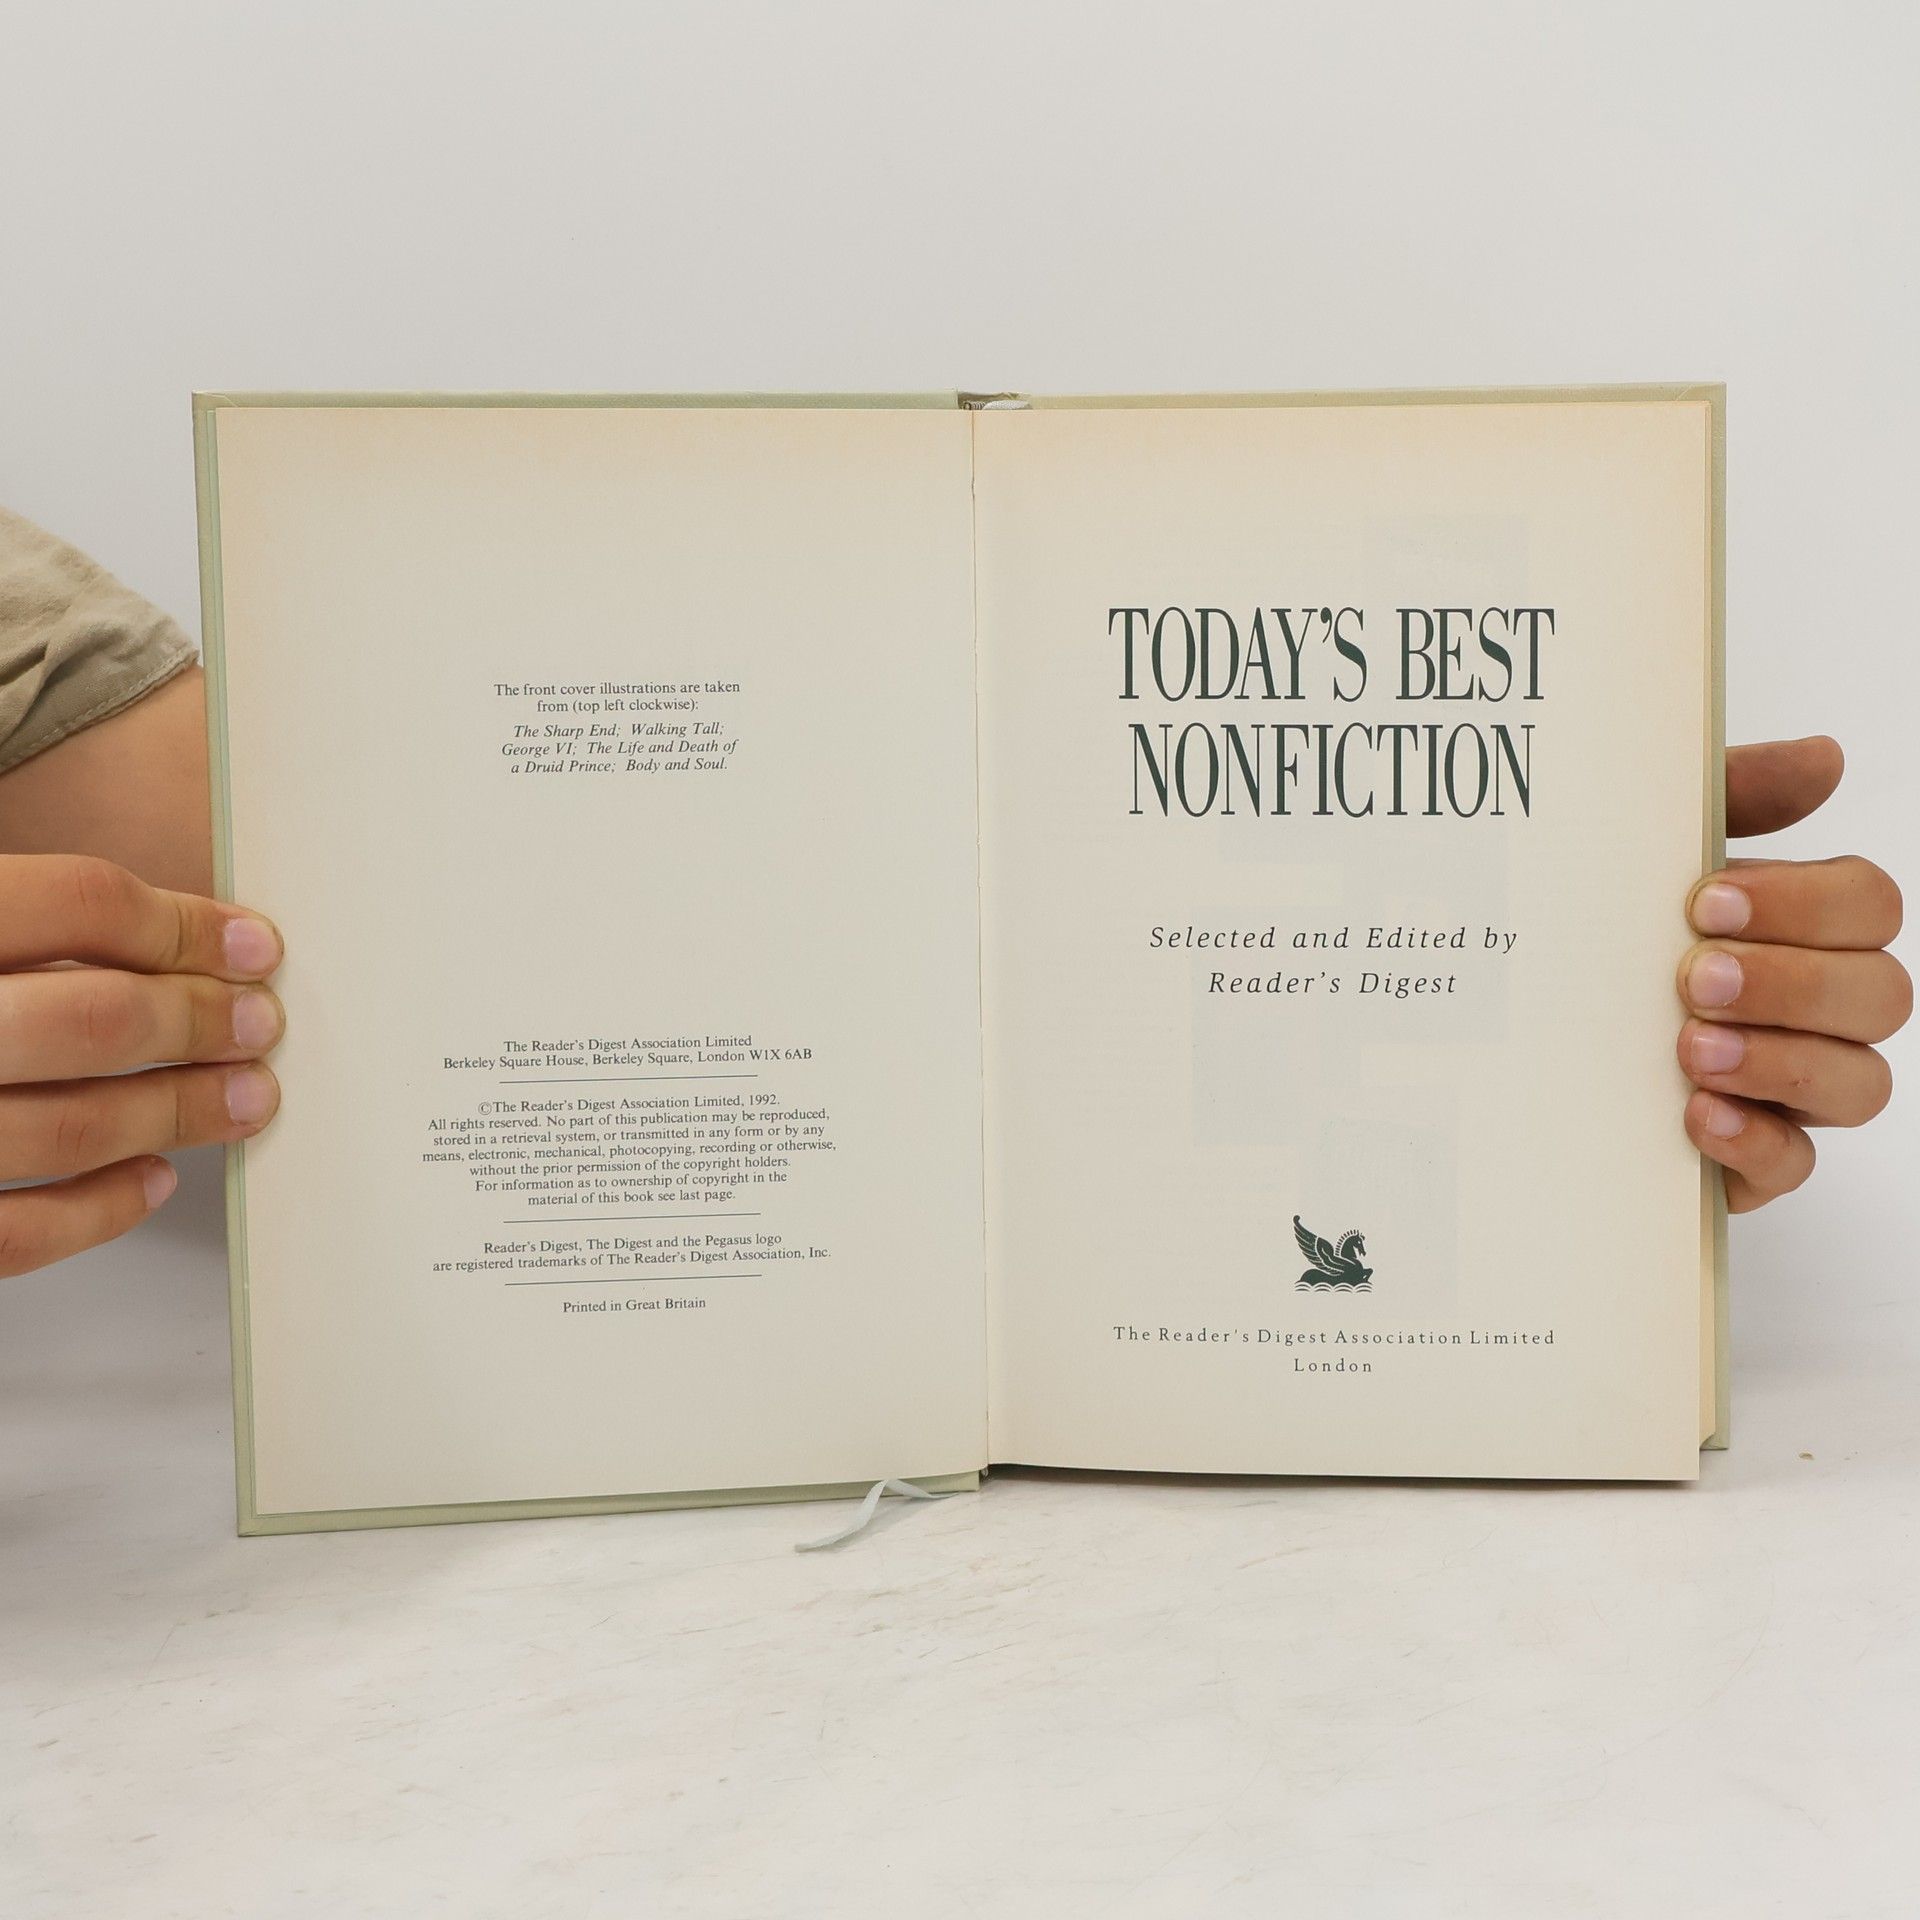 The front cover illustrations are taken
from (top left clockwise):
The Sharp End; Walking Tall;
George VI; The Life and Death of
a Druid Prince; Body and Soul.
The Reader's Digest Association Limited
Berkeley Square House, Berkeley Square, London W1X 6AB
©The Reader's Digest Association Limited, 1992.
All rights reserved. No part of this publication may be reproduced,
stored in a retrieval system, or transmitted in any form or by any
means, electronic, mechanical, photocopying, recording or otherwise,
without the prior permission of the copyright holders.
For information as to ownership of copyright in the
material of this book see last page.
Reader's Digest, The Digest and the Pegasus logo
are registered trademarks of The Reader's Digest Association, Inc.
Printed in Great Britain
TODAY'S BEST
NONFICTION
Selected and Edited by
Reader's Digest
The Reader's Digest Association Limited
London